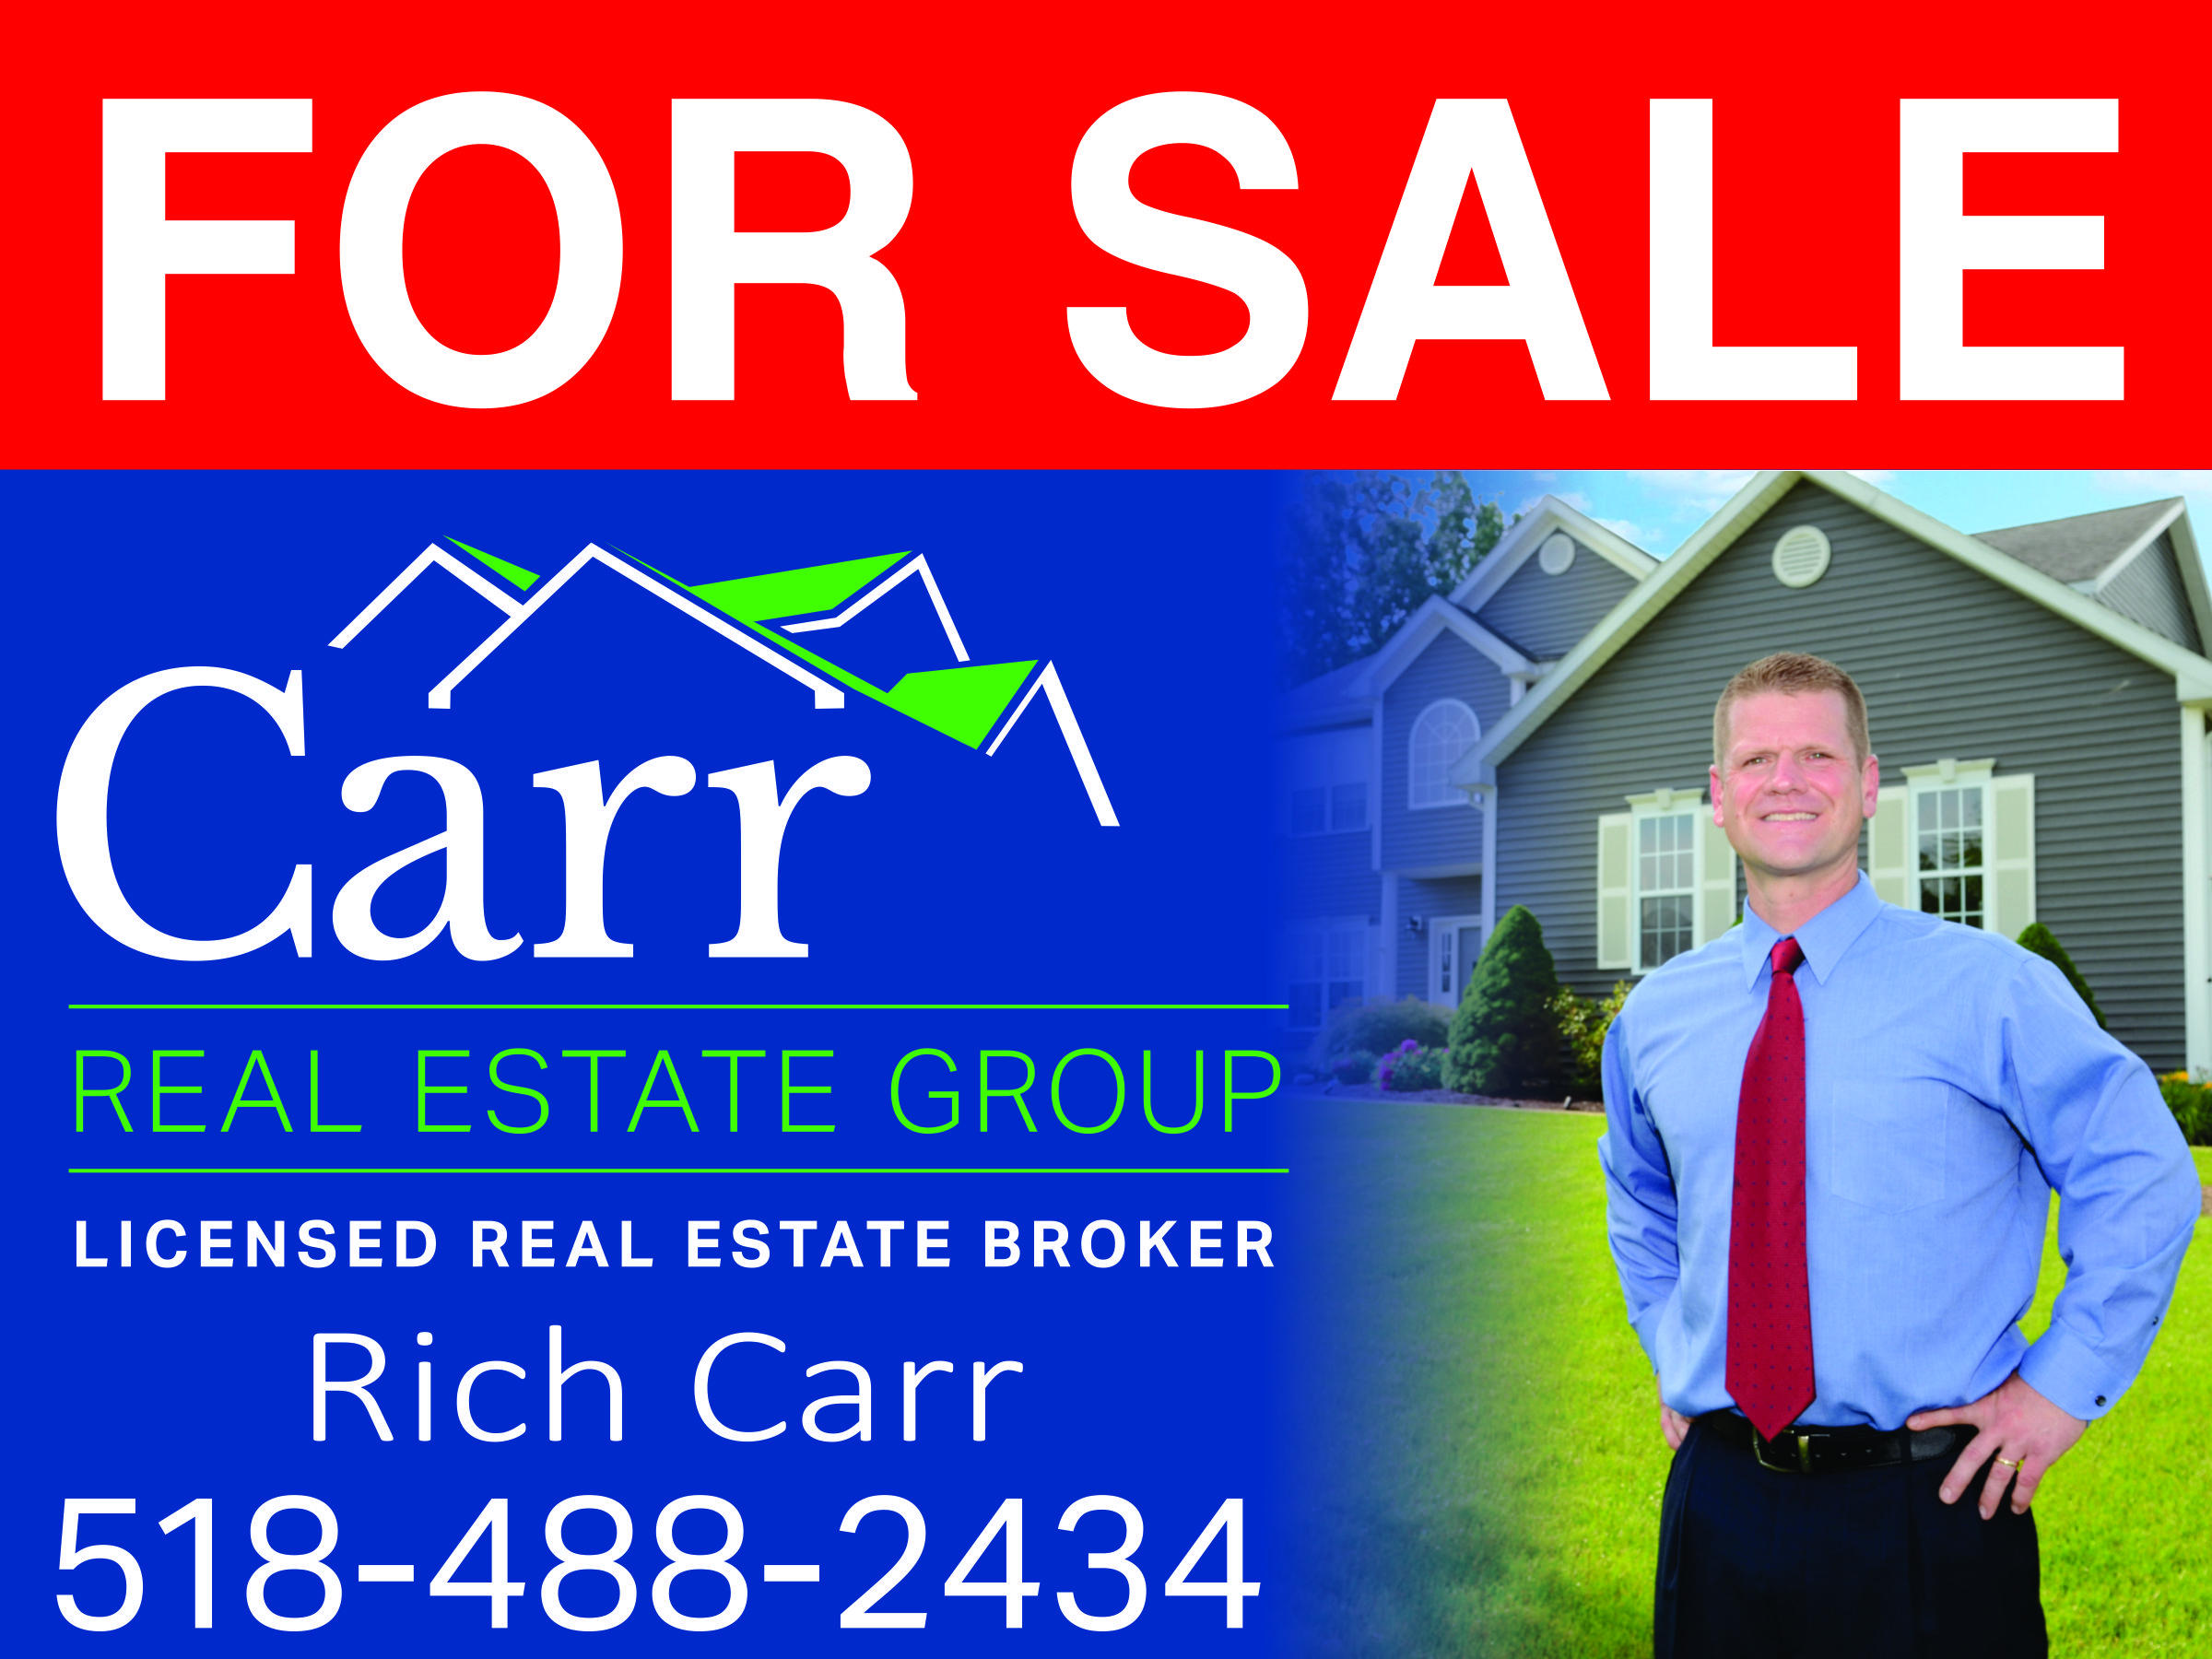 FOR SALE
Carr
REAL ESTATE GROUP
LICENSED REAL ESTATE BROKER
Rich Carr
518-488-2434